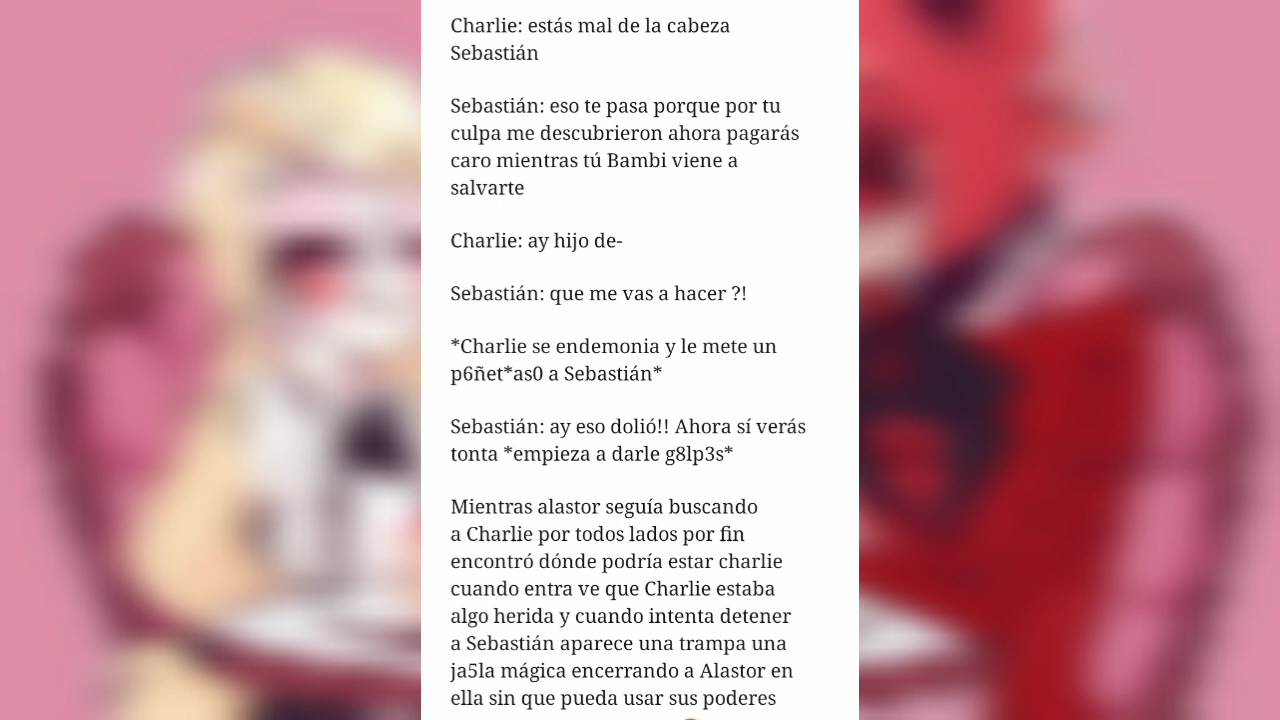 Charlie: estás mal de la cabeza
Sebastián
Sebastián: eso te pasa porque por tu
culpa me descubrieron ahora pagarás
caro mientras tú Bambi viene a
salvarte
Charlie: ay hijo de-
Sebastián: que me vas a hacer ?!
*Charlie se endemonia y le mete un
p6ñet*as0 a Sebastián*
Sebastián: ay eso dolió!! Ahora sí verás
tonta *empieza a darle g8lp3s*
Mientras alastor seguía buscando
a Charlie por todos lados por fin
encontró dónde podría estar charlie
cuando entra ve que Charlie estaba
algo herida y cuando intenta detener
a Sebastián aparece una trampa una
ja5la mágica encerrando a Alastor en
ella sin que pueda usar sus poderes